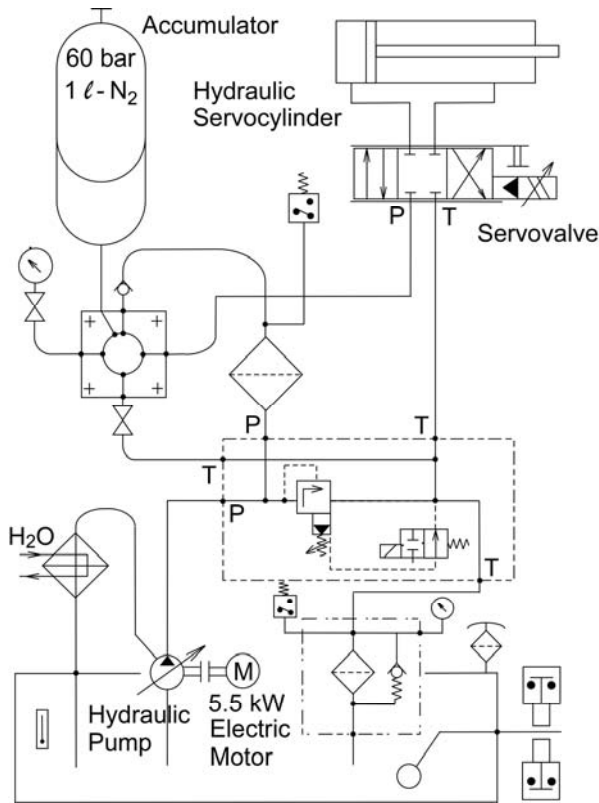 Accumulator
60 bar
1 ℓ - N₂
Hydraulic
Servocylinder
P
T
Servovalve
P
T
T
P
H₂O
T
M
5.5 kW
Electric
Motor
Hydraulic
Pump